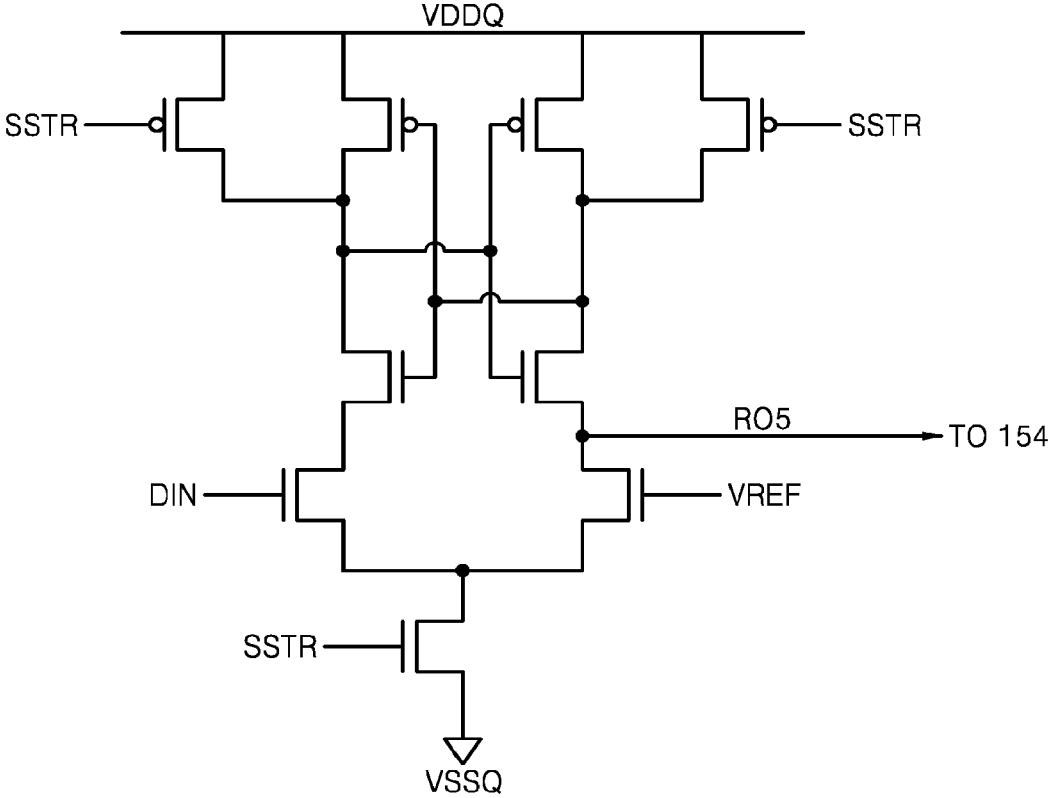 VDDQ
SSTR
SSTR
RO5
TO 154
DIN
VREF
SSTR
VSSQ